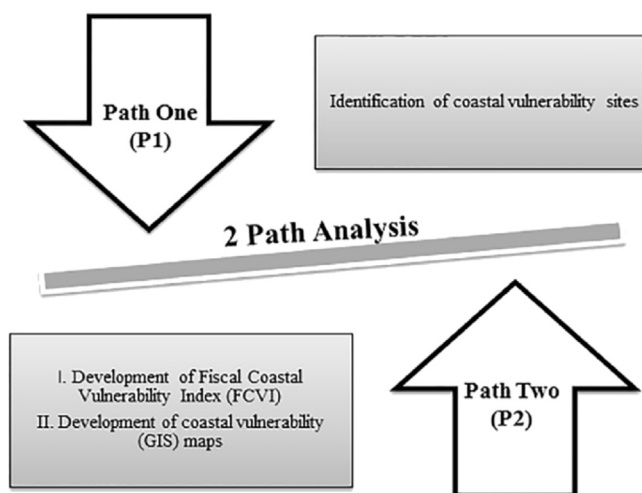 Path One
(P1)
Identification of coastal vulnerability sites
2 Path Analysis
I. Development of Fiscal Coastal
Vulnerability Index (FCVI)
II. Development of coastal vulnerability
(GIS) maps
Path Two
(P2)